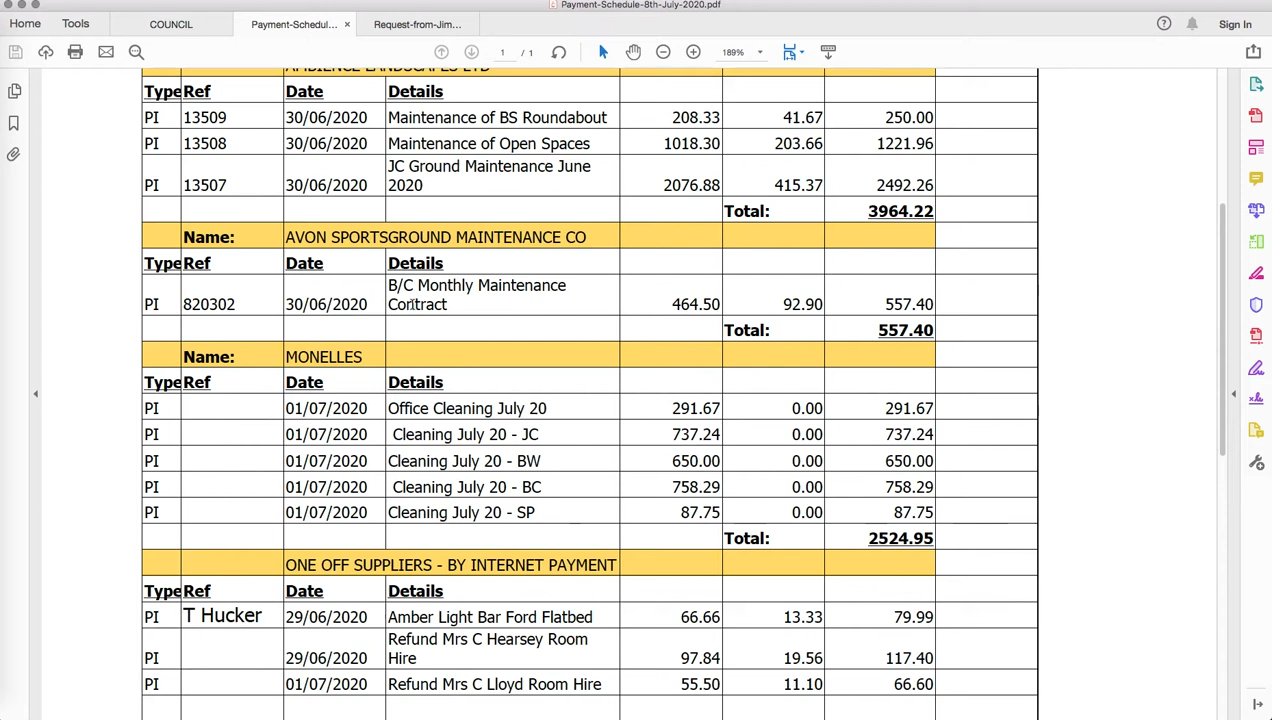 Payment-Schedule-8th-July-2020.pdf
Home Tools COUNCIL Payment-Schedul... × Request-from-Jim... Sign In
1 / 1 189%
AMBIENCE LANDSCAPES LTD
Type Ref Date Details
PI 13509 30/06/2020 Maintenance of BS Roundabout 208.33 41.67 250.00
PI 13508 30/06/2020 Maintenance of Open Spaces 1018.30 203.66 1221.96
JC Ground Maintenance June
PI 13507 30/06/2020 2020 2076.88 415.37 2492.26
Total: 3964.22
Name: AVON SPORTSGROUND MAINTENANCE CO
Type Ref Date Details
B/C Monthly Maintenance
PI 820302 30/06/2020 Contract 464.50 92.90 557.40
Total: 557.40
Name: MONELLES
Type Ref Date Details
PI 01/07/2020 Office Cleaning July 20 291.67 0.00 291.67
PI 01/07/2020 Cleaning July 20 - JC 737.24 0.00 737.24
PI 01/07/2020 Cleaning July 20 - BW 650.00 0.00 650.00
PI 01/07/2020 Cleaning July 20 - BC 758.29 0.00 758.29
PI 01/07/2020 Cleaning July 20 - SP 87.75 0.00 87.75
Total: 2524.95
ONE OFF SUPPLIERS - BY INTERNET PAYMENT
Type Ref Date Details
PI T Hucker 29/06/2020 Amber Light Bar Ford Flatbed 66.66 13.33 79.99
Refund Mrs C Hearsey Room
PI 29/06/2020 Hire 97.84 19.56 117.40
PI 01/07/2020 Refund Mrs C Lloyd Room Hire 55.50 11.10 66.60